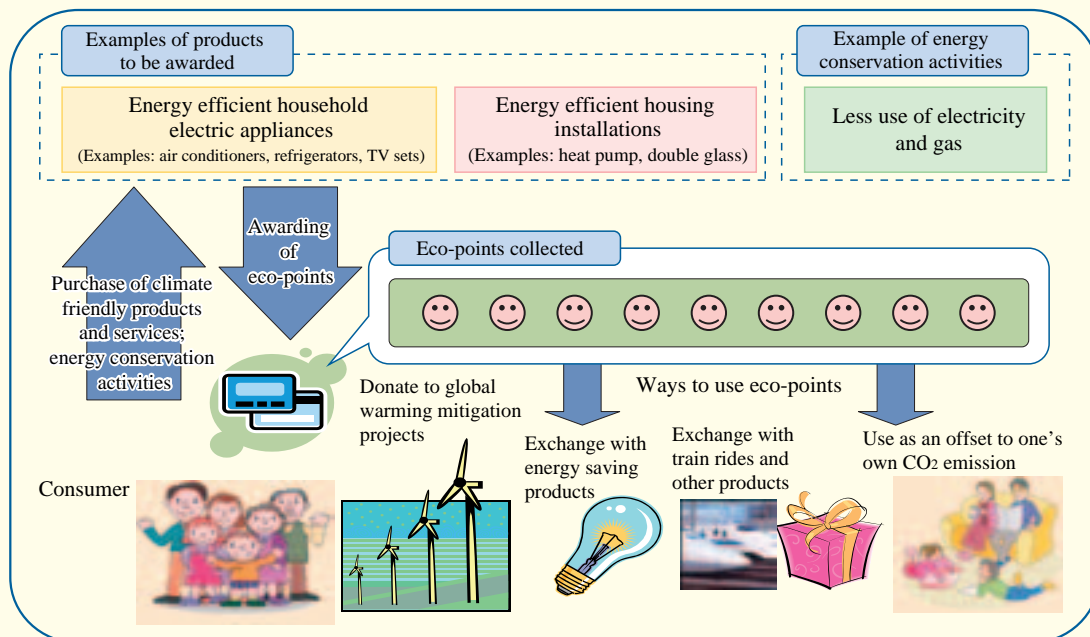 Examples of products
to be awarded
Energy efficient household
electric appliances
(Examples: air conditioners, refrigerators, TV sets)
Energy efficient housing
installations
(Examples: heat pump, double glass)
Example of energy
conservation activities
Less use of electricity
and gas
Purchase of climate
friendly products
and services;
energy conservation
activities
Awarding
of
eco-points
Eco-points collected
Ways to use eco-points
Donate to global
warming mitigation
projects
Exchange with
energy saving
products
Exchange with
train rides and
other products
Use as an offset to one's
own CO2 emission
Consumer